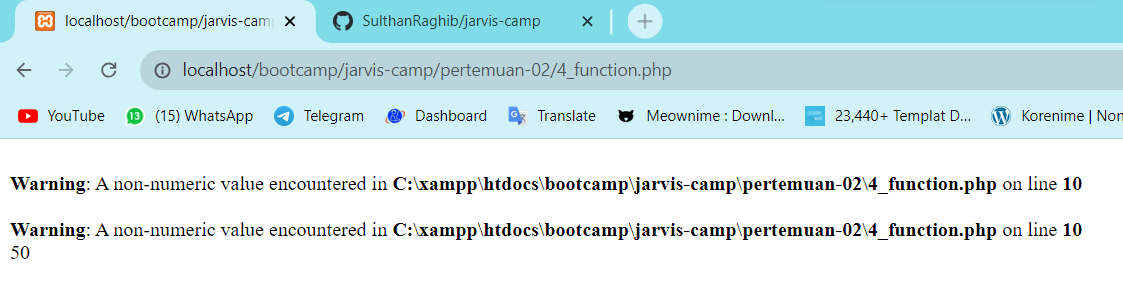 localhost/bootcamp/jarvis-cam
SulthanRaghib/jarvis-camp
localhost/bootcamp/jarvis-camp/pertemuan-02/4_function.php
YouTube
13
(15) WhatsApp
Telegram
Dashboard
Translate
Meownime : Downl...
23,440+ Templat D...
Korenime | Non
Warning: A non-numeric value encountered in C:\xampp\htdocs\bootcamp\jarvis-camp\pertemuan-02\4_function.php on line 10
Warning: A non-numeric value encountered in C:\xampp\htdocs\bootcamp\jarvis-camp\pertemuan-02\4_function.php on line 10
50